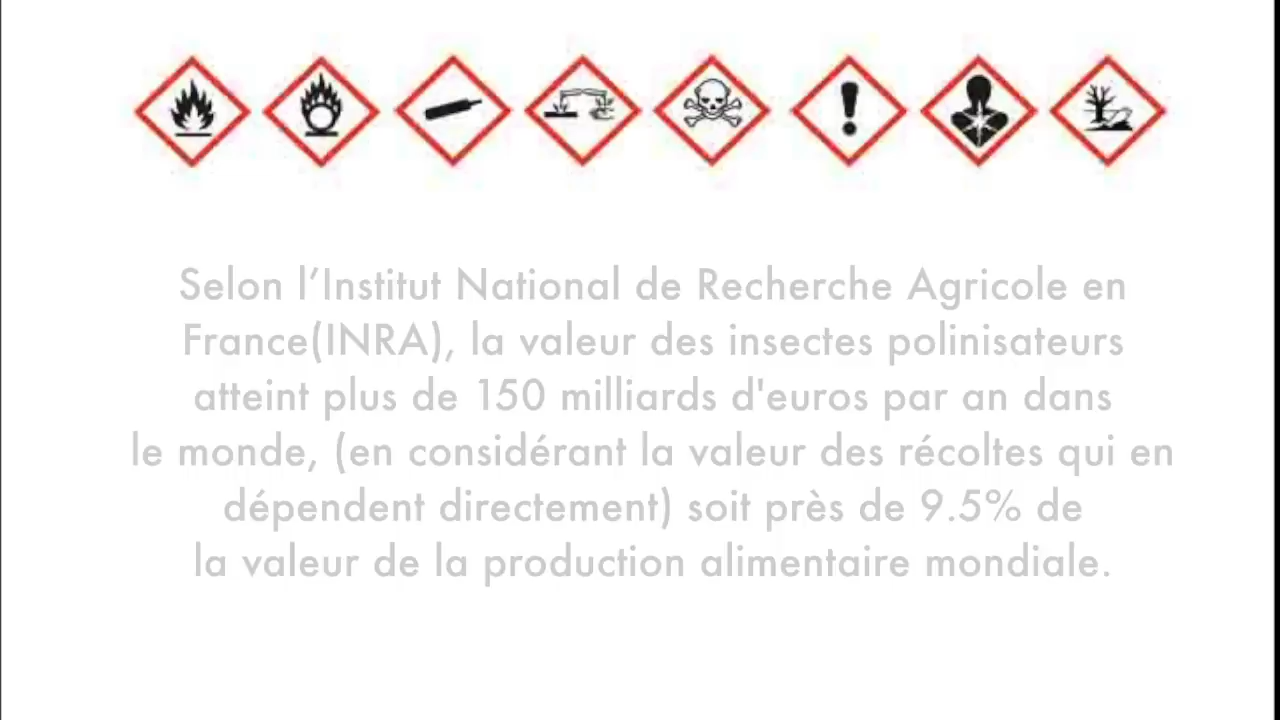 Selon l’Institut National de Recherche Agricole en
France(INRA), la valeur des insectes polinisateurs
atteint plus de 150 milliards d'euros par an dans
le monde, (en considérant la valeur des récoltes qui en
dépendent directement) soit près de 9.5% de
la valeur de la production alimentaire mondiale.